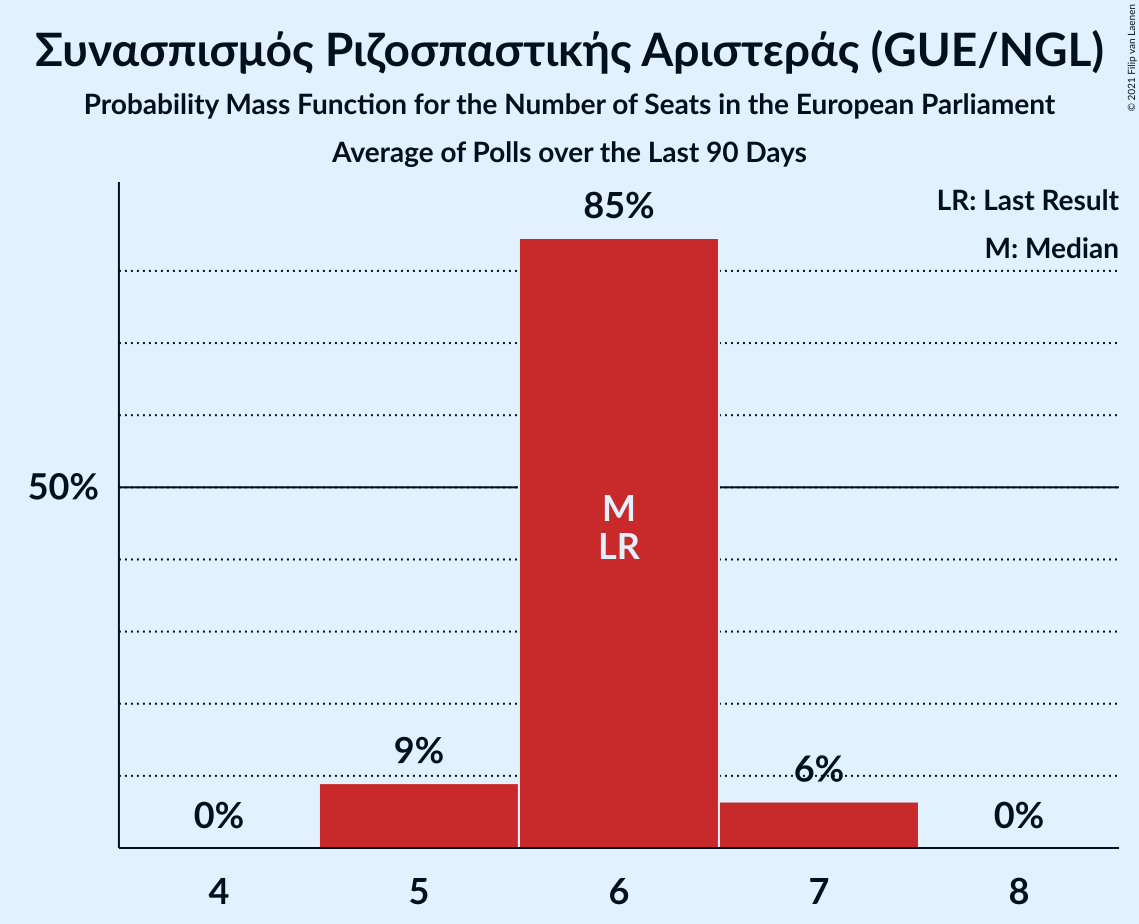 Συνασπισμός Ριζοσπαστικής Αριστεράς (GUE/NGL)
Probability Mass Function for the Number of Seats in the European Parliament
Average of Polls over the Last 90 Days
© 2021 Filip van Laenen
LR: Last Result
M: Median
85%
50%
M
LR
9%
6%
0%
0%
4 5 6 7 8